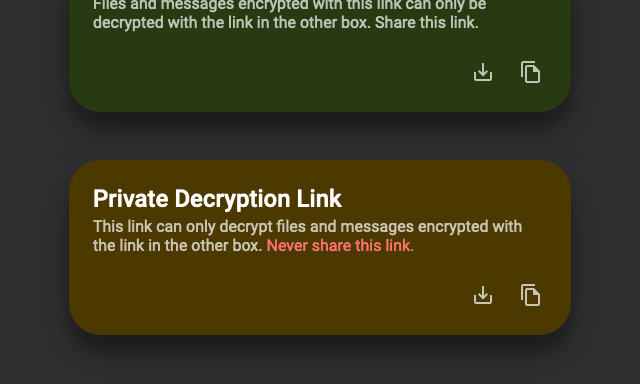 Files and messages encrypted with this link can only be
decrypted with the link in the other box. Share this link.
Private Decryption Link
This link can only decrypt files and messages encrypted with
the link in the other box. Never share this link.